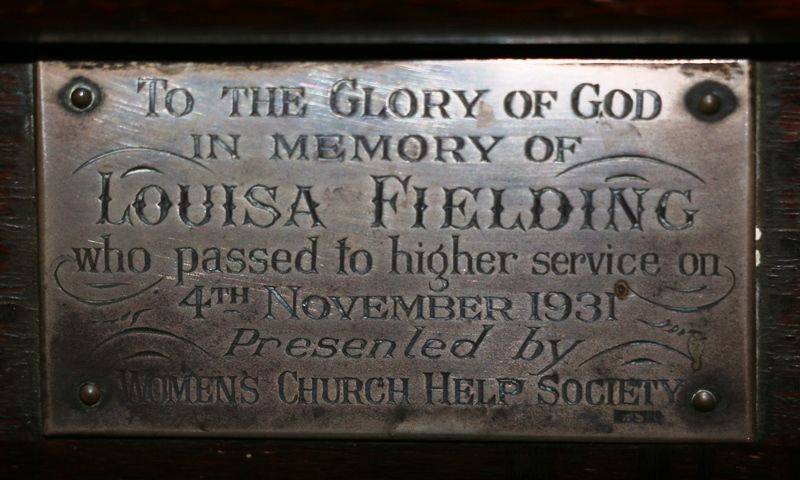 To the Glory of God
in memory of
Louisa Fielding
who passed to higher service on
4th November 1931
Presented by
Women's Church Help Society